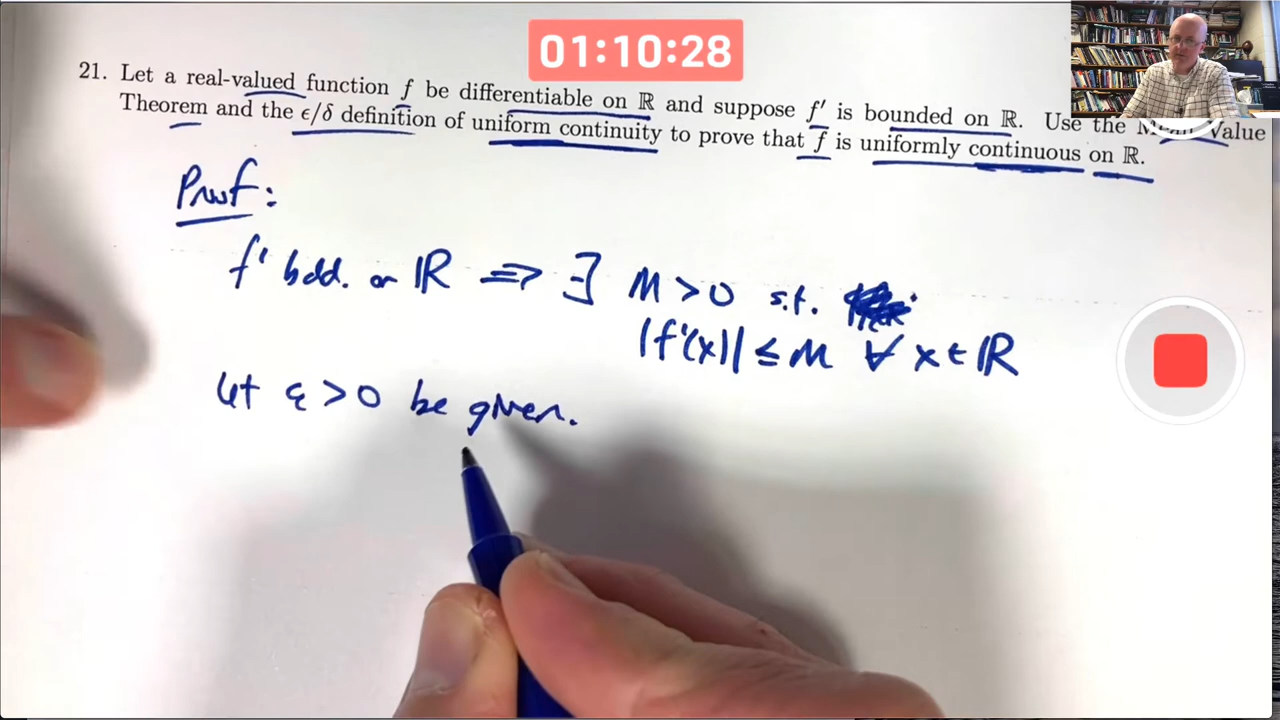 01:10:28
21. Let a real-valued function f be differentiable on ℝ and suppose f′ is bounded on ℝ. Use the Mean Value
Theorem and the ϵ/δ definition of uniform continuity to prove that f is uniformly continuous on ℝ.
Proof:
f' bdd. on ℝ ⇒ ∃ M > 0 s.t.
|f'(x)| ≤ M ∀ x ∈ ℝ
Let ε > 0 be given.